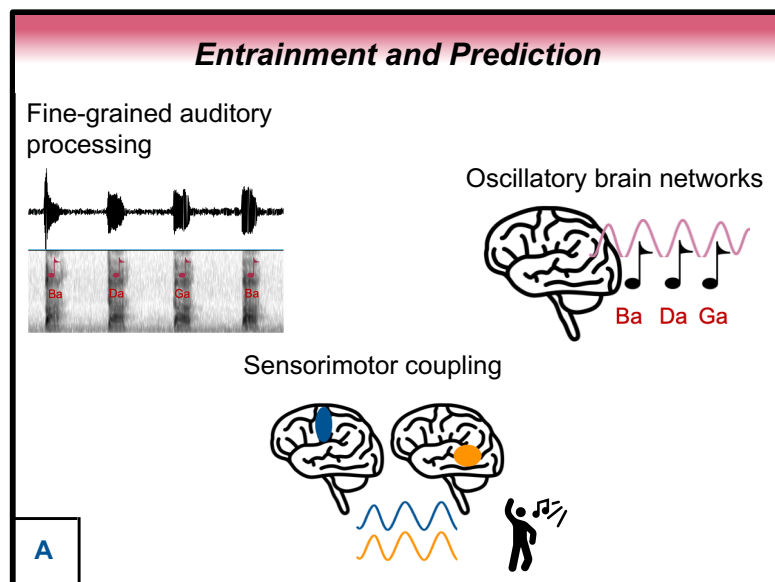 Entrainment and Prediction
Fine-grained auditory
processing
Ba Da Ga Ba
Oscillatory brain networks
Ba Da Ga
Sensorimotor coupling
A